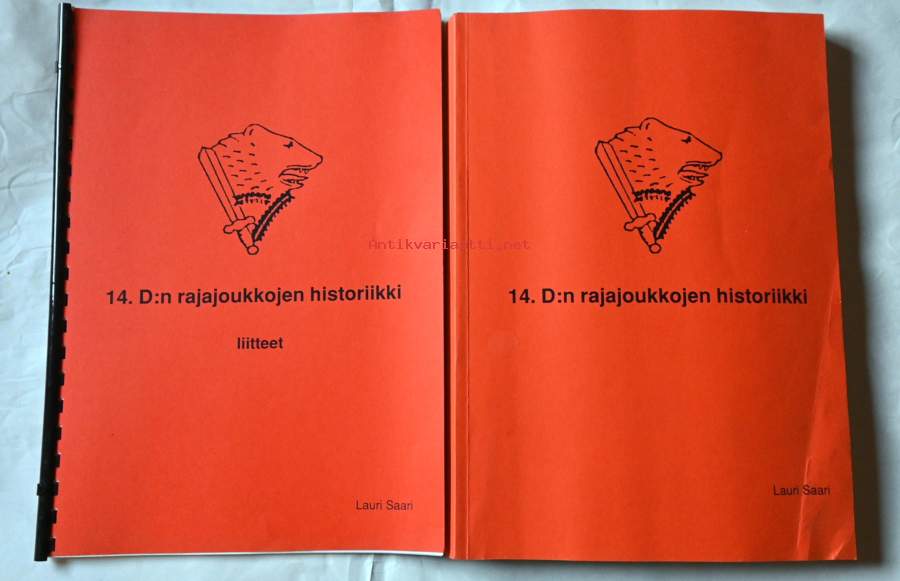 Antikvariaatti.net
14. D:n rajajoukkojen historiikki
liitteet
Lauri Saari
14. D:n rajajoukkojen historiikki
Lauri Saari